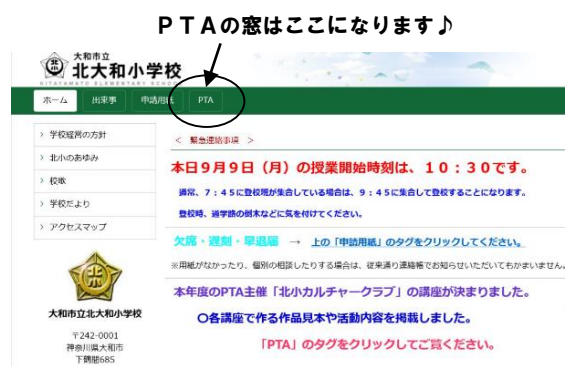 PTAの窓はここになります♪
大和市立
北大和小学校
KITAYAMATO ELEMENTARY SCHOOL
ホーム 出来事 申請用紙 PTA
> 学校経営の方針
> 北小のあゆみ
> 校歌
> 学校だより
> アクセスマップ
大和市立北大和小学校
〒242-0001
神奈川県大和市
下鶴間685
< 緊急連絡事項 >
本日9月9日(月)の授業開始時刻は、10:30です。
通常、7:45に登校班が集合している場合は、9:45に集合して登校することになります。
登校時、通学路の倒木などに気を付けてください。
欠席・遅刻・早退届 → 上の「申請用紙」のタグをクリックしてください。
※用紙がなかったり、個別の相談したりする場合は、従来通り連絡帳でお知らせいただいてもかまいません。
本年度のPTA主催「北小カルチャークラブ」の講座が決まりました。
○各講座で作る作品見本や活動内容を掲載しました。
「PTA」のタグをクリックしてご覧ください。